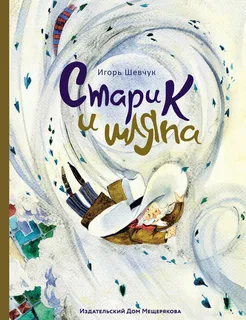 Игорь Шевчук
Старик
и шляпа
Издательский Дом Мещерякова